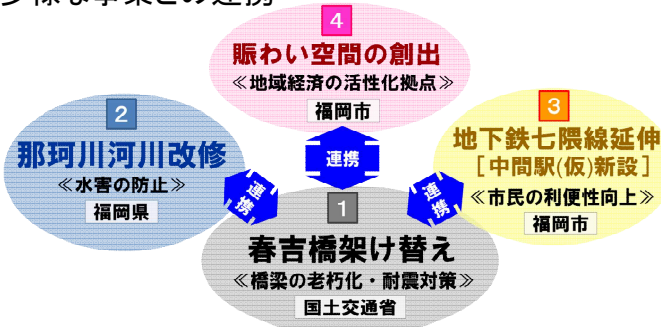 多様な事業との連携
4
賑わい空間の創出
≪地域経済の活性化拠点≫
福岡市
2
那珂川河川改修
≪水害の防止≫
福岡県
3
地下鉄七隈線延伸
[中間駅(仮)新設]
≪市民の利便性向上≫
福岡市
連携
連携
連携
1
春吉橋架け替え
≪橋梁の老朽化・耐震対策≫
国土交通省